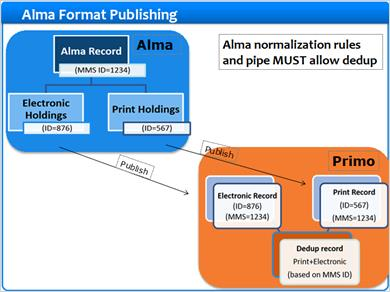 Alma Format Publishing
Alma Record
Alma
(MMS ID=1234)
Electronic
Holdings
(ID=876)
Print Holdings
(ID=567)
Alma normalization rules
and pipe MUST allow dedup
Publish
Publish
Primo
Electronic Record
(ID=876)
(MMS=1234)
Print Record
(ID=567)
(MMS=1234)
Dedup record
Print+Electronic
(based on MMS ID)